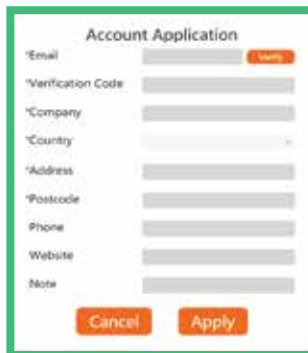 Account Application
*Email Verify
*Verification Code
*Company
*Country
*Address
*Postcode
Phone
Website
Note
Cancel Apply